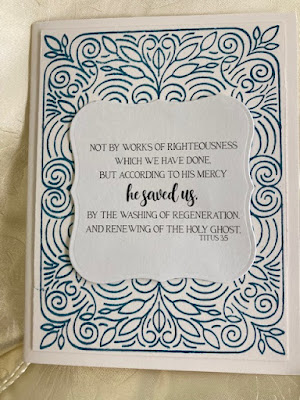 NOT BY WORKS OF RIGHTEOUSNESS
WHICH WE HAVE DONE,
BUT ACCORDING TO HIS MERCY
he saved us,
BY THE WASHING OF REGENERATION,
AND RENEWING OF THE HOLY GHOST,
TITUS 3:5